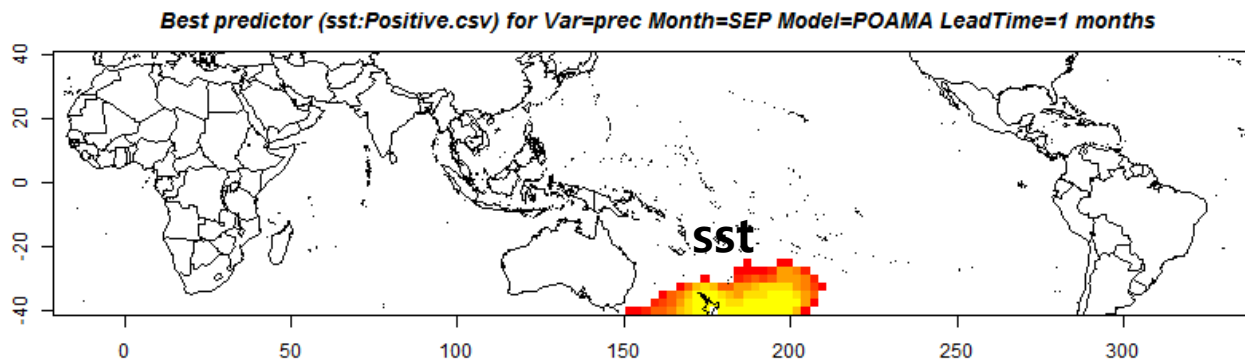 Best predictor (sst:Positive.csv) for Var=prec Month=SEP Model=POAMA LeadTime=1 months
40
20
0
-20
-40
sst
0 50 100 150 200 250 300